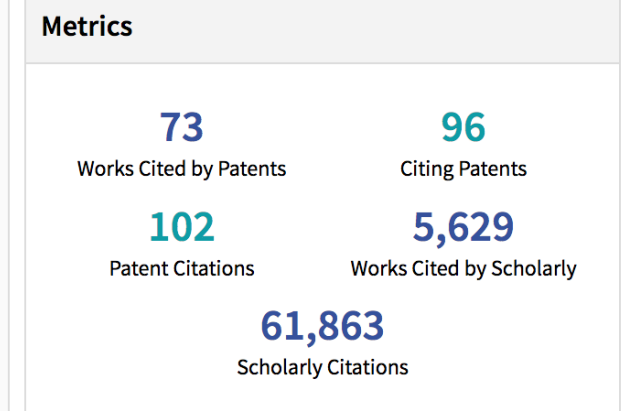 Metrics
73 96
Works Cited by Patents Citing Patents
102 5,629
Patent Citations Works Cited by Scholarly
61,863
Scholarly Citations